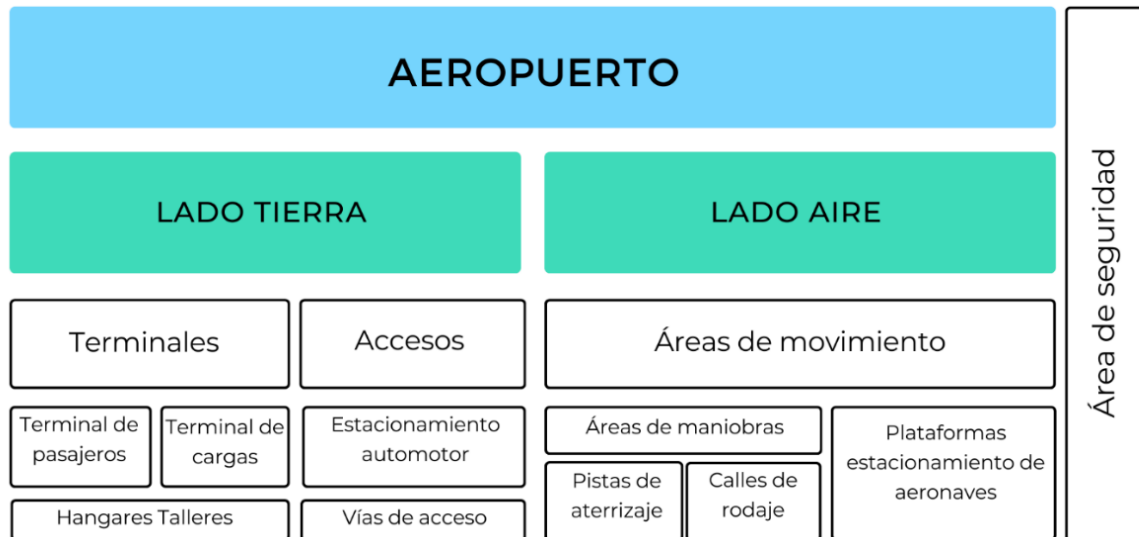 AEROPUERTO
LADO TIERRA
LADO AIRE
Terminales
Accesos
Áreas de movimiento
Terminal de
pasajeros
Terminal de
cargas
Estacionamiento
automotor
Áreas de maniobras
Plataformas
estacionamiento de
aeronaves
Pistas de
aterrizaje
Calles de
rodaje
Hangares Talleres
Vías de acceso
Área de seguridad